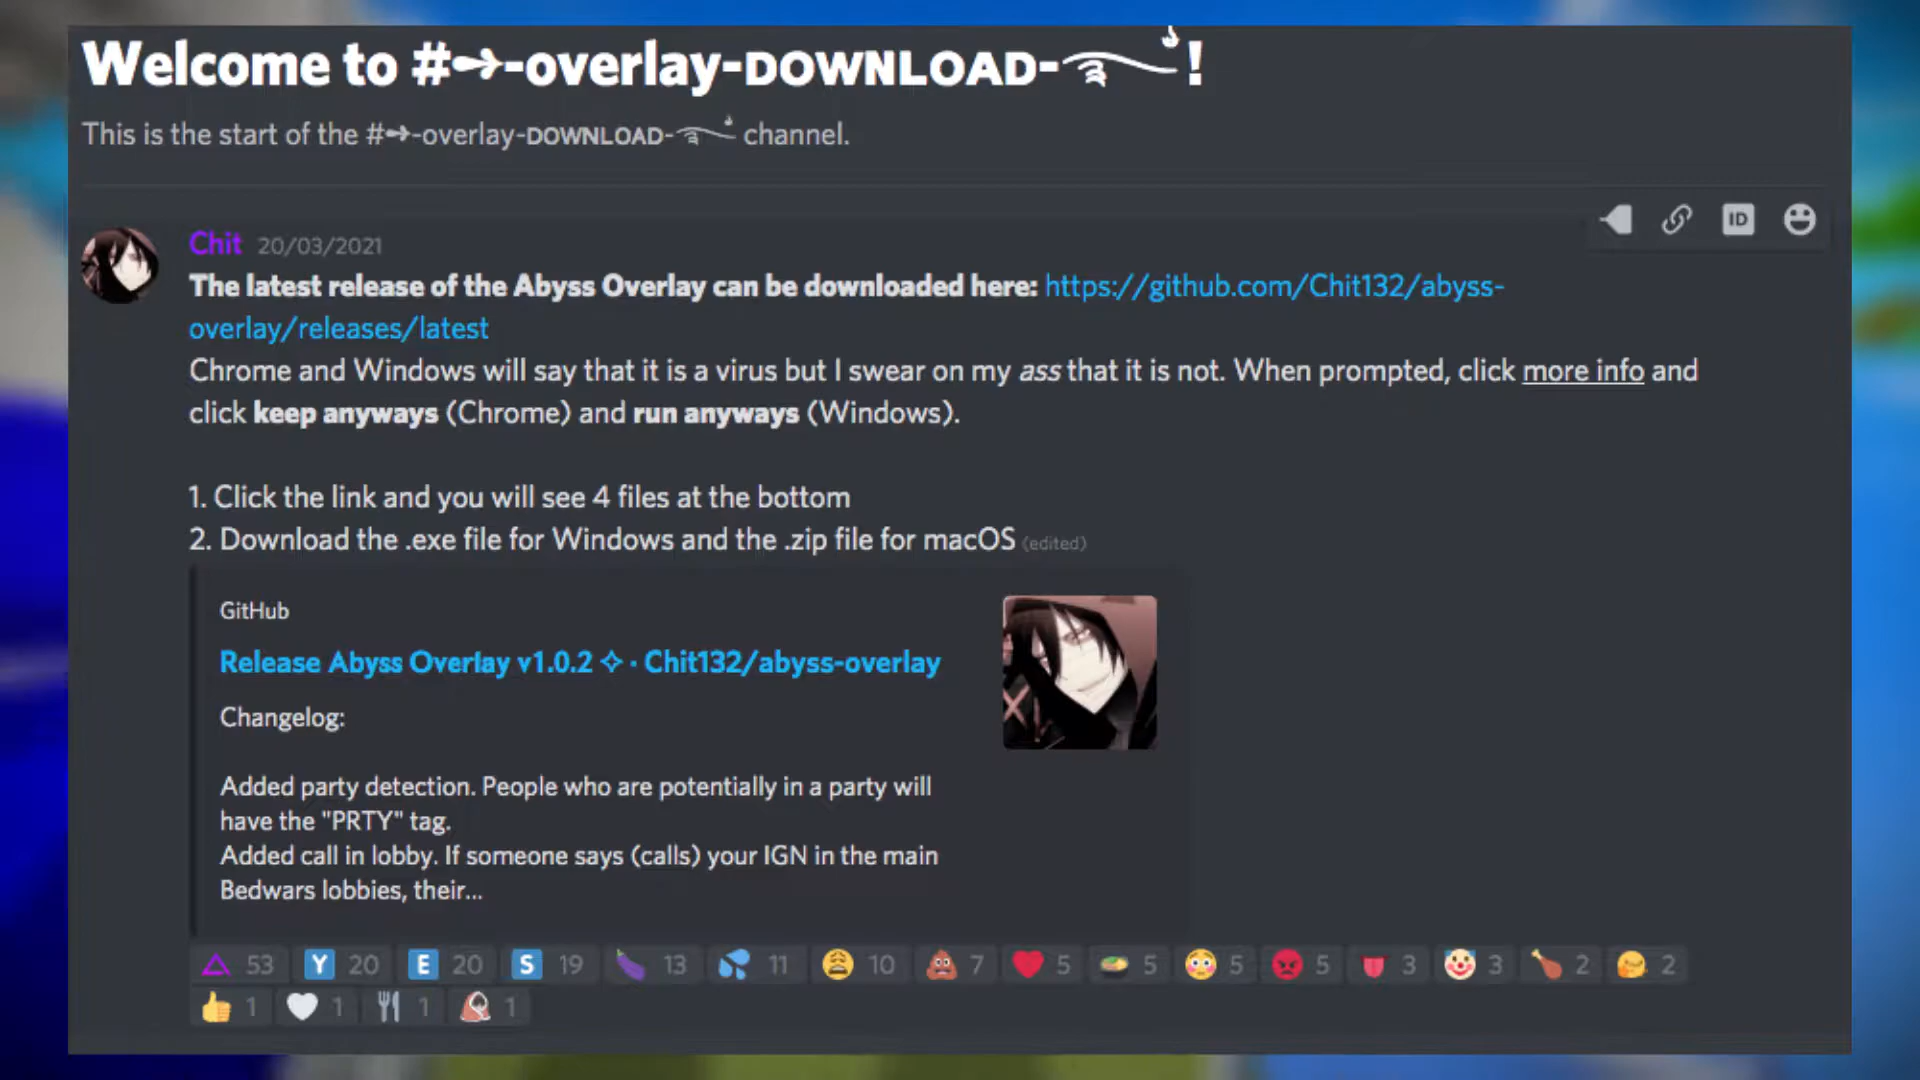 Welcome to #➺-overlay-ᴅᴏᴡɴʟᴏᴀᴅ-࿐!
This is the start of the #➺-overlay-ᴅᴏᴡɴʟᴏᴀᴅ-࿐ channel.
ID
Chit 20/03/2021
The latest release of the Abyss Overlay can be downloaded here: https://github.com/Chit132/abyss-
overlay/releases/latest
Chrome and Windows will say that it is a virus but I swear on my ass that it is not. When prompted, click more info and
click keep anyways (Chrome) and run anyways (Windows).
1. Click the link and you will see 4 files at the bottom
2. Download the .exe file for Windows and the .zip file for macOS (edited)
GitHub
Release Abyss Overlay v1.0.2 ✧ · Chit132/abyss-overlay
Changelog:
Added party detection. People who are potentially in a party will
have the "PRTY" tag.
Added call in lobby. If someone says (calls) your IGN in the main
Bedwars lobbies, their...
53 Y 20 E 20 S 19 13 11 10 7 5 5 5 5 3 3 2 2
1 1 1 1